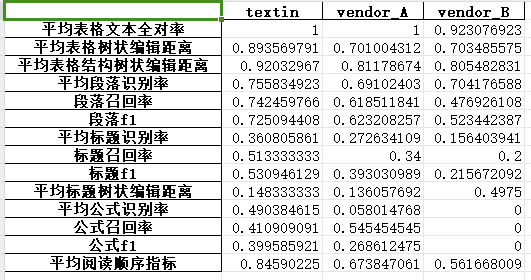 textin vendor_A vendor_B
平均表格文本全对率 1 1 0.923076923
平均表格树状编辑距离 0.893569791 0.701004312 0.703485575
平均表格结构树状编辑距离 0.92032967 0.81178674 0.805482831
平均段落识别率 0.755834923 0.69102403 0.704176588
段落召回率 0.742459766 0.618511841 0.476926108
段落f1 0.725094408 0.623208257 0.523442387
平均标题识别率 0.360805861 0.272634109 0.156403941
标题召回率 0.513333333 0.34 0.2
标题f1 0.530946129 0.393030989 0.215672092
平均标题树状编辑距离 0.148333333 0.136057692 0.4975
平均公式识别率 0.490384615 0.058014768 0
公式召回率 0.410909091 0.545454545 0
公式f1 0.399585921 0.268612475 0
平均阅读顺序指标 0.84590225 0.673847061 0.561668009